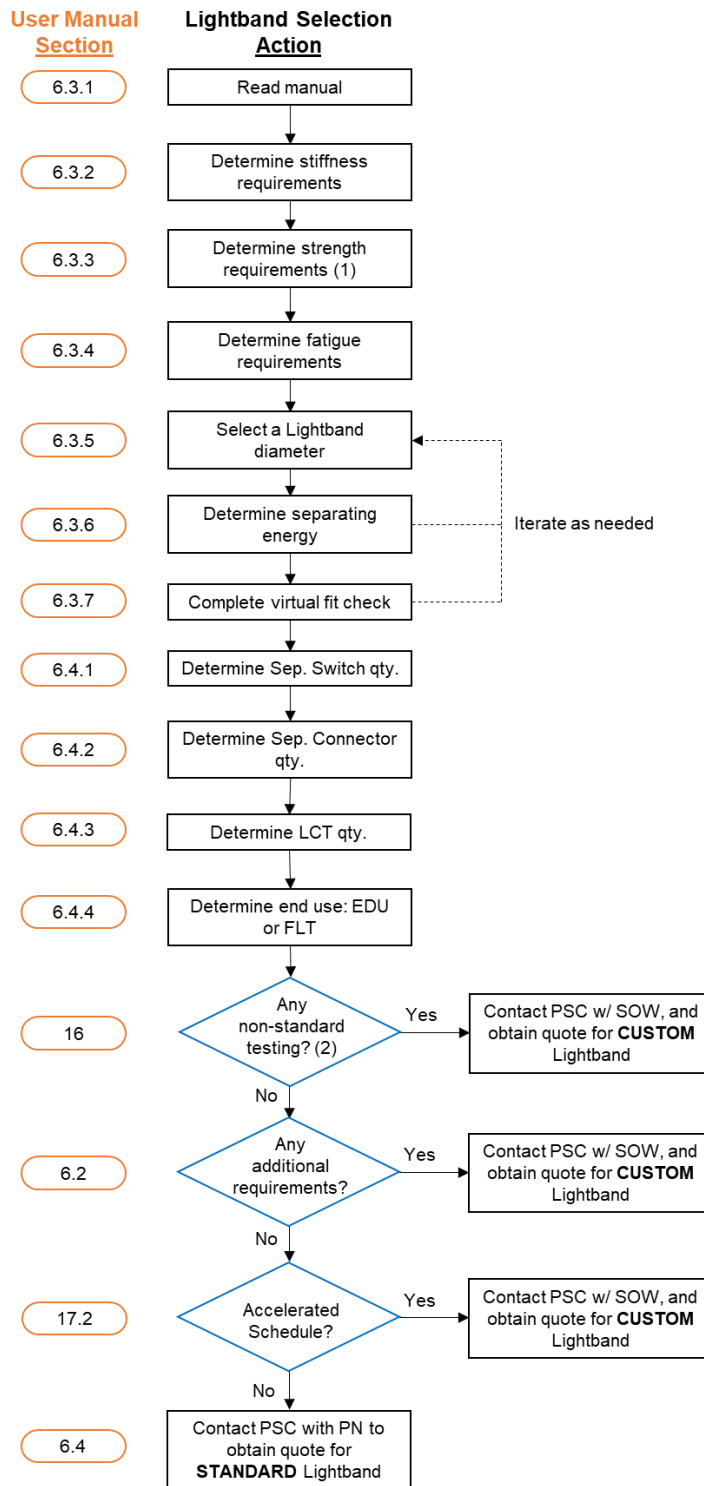 User Manual
Section
Lightband Selection
Action
6.3.1
Read manual
6.3.2
Determine stiffness
requirements
6.3.3
Determine strength
requirements (1)
6.3.4
Determine fatigue
requirements
6.3.5
Select a Lightband
diameter
6.3.6
Determine separating
energy
Iterate as needed
6.3.7
Complete virtual fit check
6.4.1
Determine Sep. Switch qty.
6.4.2
Determine Sep. Connector
qty.
6.4.3
Determine LCT qty.
6.4.4
Determine end use: EDU
or FLT
16
Any
non-standard
testing? (2)
Yes
Contact PSC w/ SOW, and
obtain quote for CUSTOM
Lightband
No
6.2
Any
additional
requirements?
Yes
Contact PSC w/ SOW, and
obtain quote for CUSTOM
Lightband
No
17.2
Accelerated
Schedule?
Yes
Contact PSC w/ SOW, and
obtain quote for CUSTOM
Lightband
No
6.4
Contact PSC with PN to
obtain quote for
STANDARD Lightband